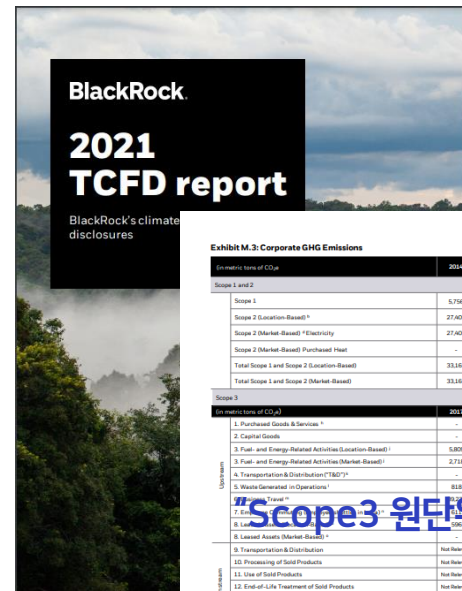 BlackRock.
2021
TCFD report
BlackRock's climate
disclosures
Exhibit M.3: Corporate GHG Emissions
(in metric tons of CO₂e 2014
Scope 1 and 2
Scope 1 5,756
Scope 2 (Location-Based) 27,40
Scope 2 (Market-Based) Electricity 27,40
Scope 2 (Market-Based) Purchased Heat -
Total Scope 1 and Scope 2 (Location-Based) 33,16
Total Scope 1 and Scope 2 (Market-Based) 33,16
Scope 3
(in metric tons of CO₂e) 2017
Upstream
1. Purchased Goods & Services -
2. Capital Goods -
3. Fuel- and Energy-Related Activities (Location-Based) 5,805
3. Fuel- and Energy-Related Activities (Market-Based) 2,718
4. Transportation & Distribution ("T&D") -
5. Waste Generated in Operations 818
"Scope3 원단
8. Leased Assets (Market-Based) -
9. Transportation & Distribution Not Rele
10. Processing of Sold Products Not Rele
11. Use of Sold Products Not Rele
12. End-of-Life Treatment of Sold Products Not Rele